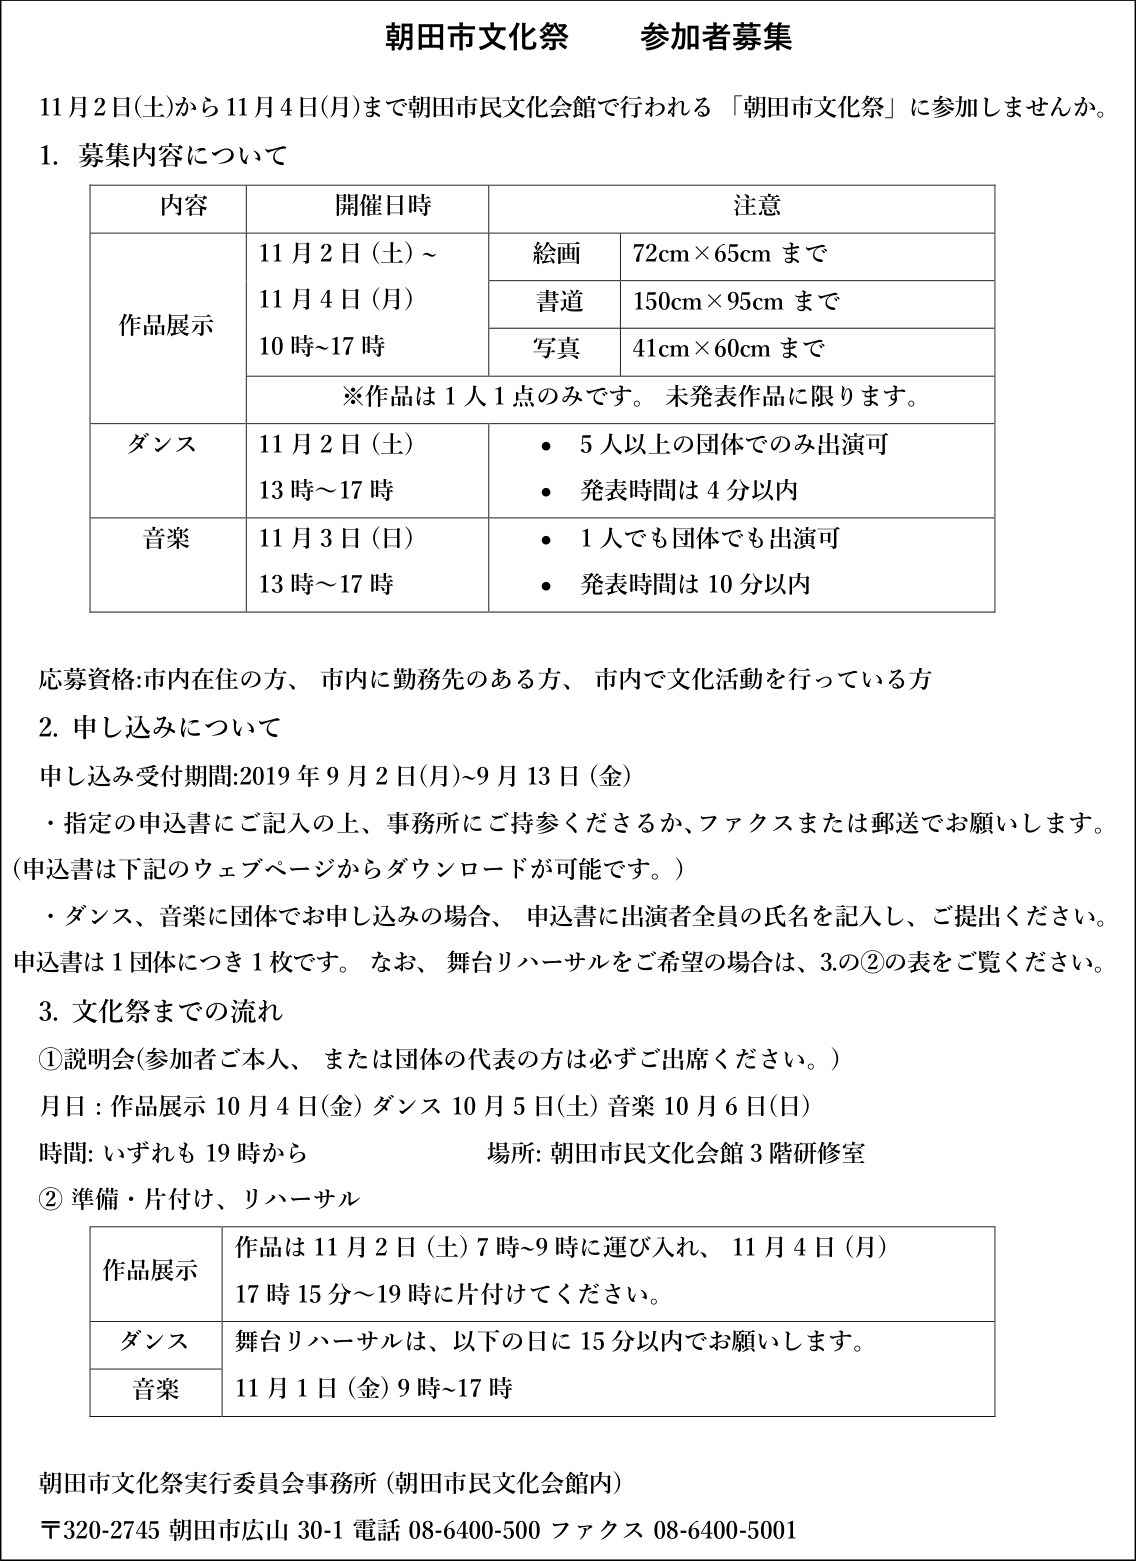 朝田市文化祭　　参加者募集
11月2日(土)から11月4日(月)まで朝田市民文化会館で行われる 「朝田市文化祭」に参加しませんか。
1. 募集内容について
内容 開催日時 注意
作品展示
11月2日 (土) ~
11月4日 (月)
10時~17時
絵画 72cm×65cm まで
書道 150cm×95cm まで
写真 41cm×60cm まで
※作品は1人1点のみです。 未発表作品に限ります。
ダンス
11月2日 (土)
13時〜17時
• 5人以上の団体でのみ出演可
• 発表時間は4分以内
音楽
11月3日 (日)
13時〜17時
• 1人でも団体でも出演可
• 発表時間は10分以内
応募資格:市内在住の方、 市内に勤務先のある方、 市内で文化活動を行っている方
2. 申し込みについて
申し込み受付期間:2019年9月2日(月)~9月13日 (金)
・指定の申込書にご記入の上、事務所にご持参くださるか、ファクスまたは郵送でお願いします。
(申込書は下記のウェブページからダウンロードが可能です。)
・ダンス、音楽に団体でお申し込みの場合、 申込書に出演者全員の氏名を記入し、ご提出ください。
申込書は1団体につき1枚です。 なお、 舞台リハーサルをご希望の場合は、3.の②の表をご覧ください。
3. 文化祭までの流れ
①説明会(参加者ご本人、 または団体の代表の方は必ずご出席ください。)
月日 : 作品展示 10月4日(金) ダンス 10月5日(土) 音楽 10月6日(日)
時間: いずれも 19時から 場所: 朝田市民文化会館3階研修室
② 準備・片付け、リハーサル
作品展示
作品は11月2日 (土) 7時~9時に運び入れ、 11月4日 (月)
17時15分〜19時に片付けてください。
ダンス
音楽
舞台リハーサルは、以下の日に15分以内でお願いします。
11月1日 (金) 9時~17時
朝田市文化祭実行委員会事務所 (朝田市民文化会館内)
〒320-2745 朝田市広山 30-1 電話 08-6400-500 ファクス 08-6400-5001